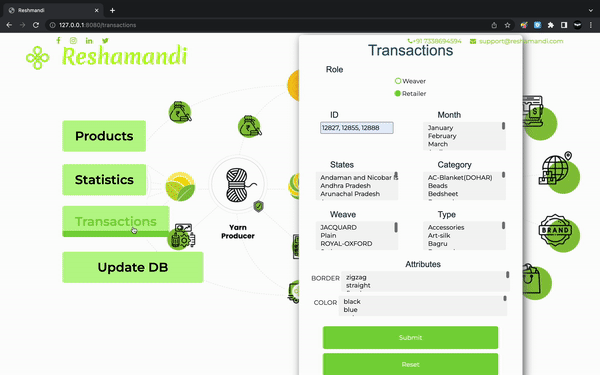 Reshmandi
127.0.0.1:8080/transactions
+91 7338694594
support@reshamandi.com
Reshamandi
Products
Statistics
Transactions
Update DB
Yarn
Producer
BRAND
Transactions
Role
Weaver
Retailer
ID
Month
12827, 12855, 12888
January
February
March
States
Category
Andaman and Nicobar
Andhra Pradesh
Arunachal Pradesh
AC-Blanket(DOHAR)
Beads
Bedsheet
Weave
Type
JACQUARD
Plain
ROYAL-OXFORD
Accessories
Art-silk
Bagru
Attributes
BORDER
zigzag
straight
COLOR
black
blue
Submit
Reset